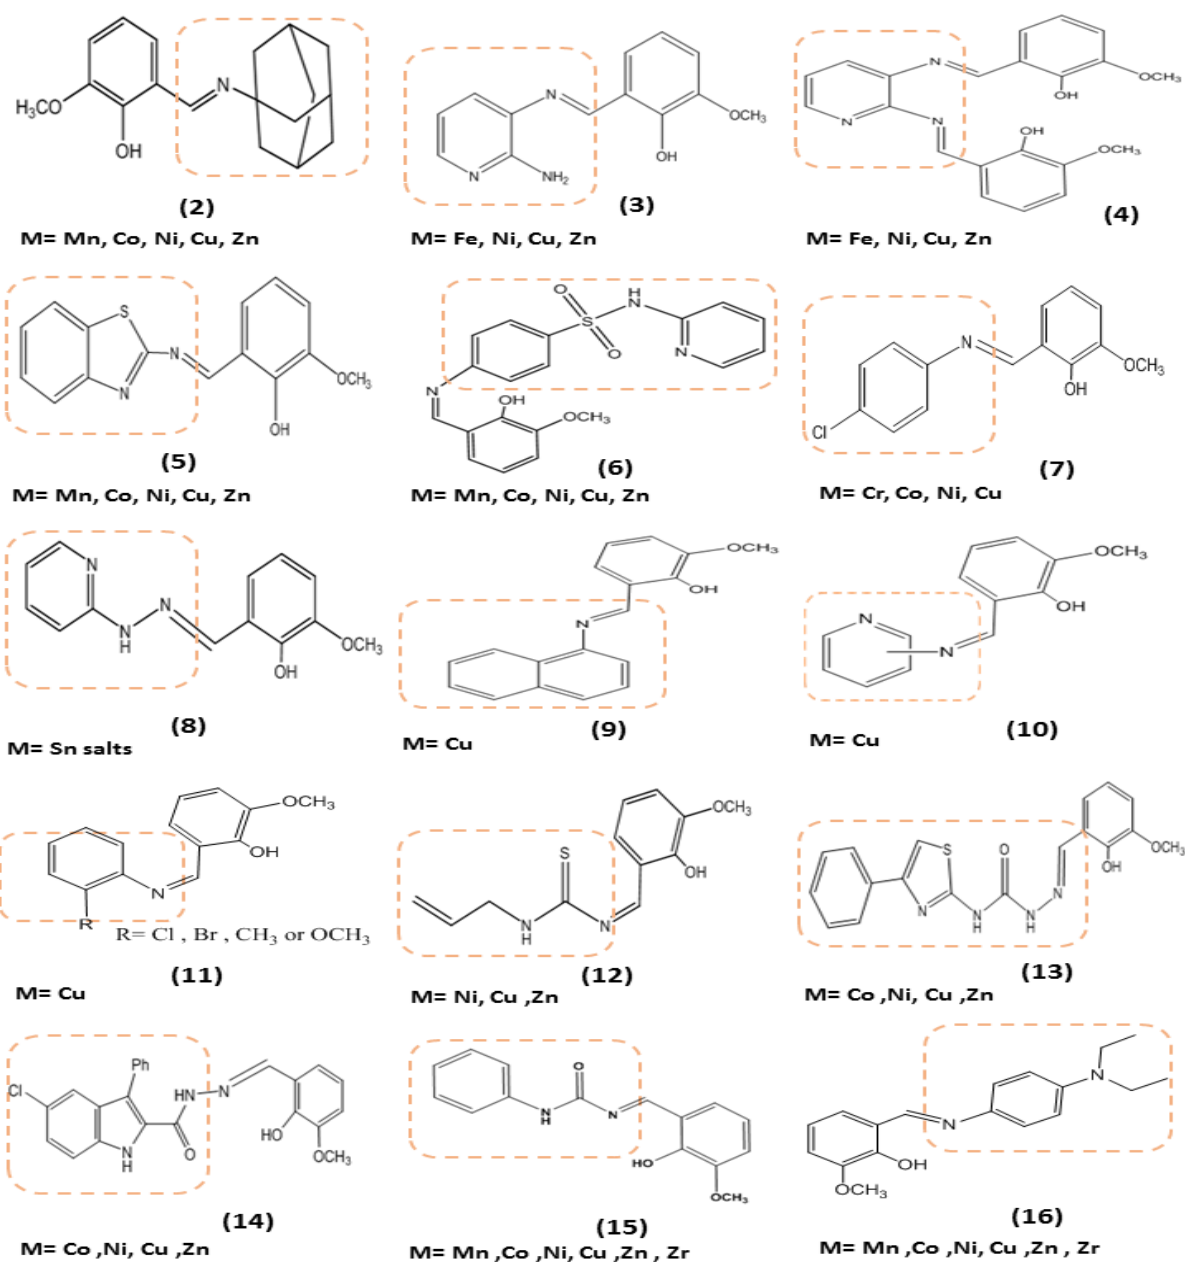 H₃CO
OH
N
(2)
M= Mn, Co, Ni, Cu, Zn
N
N
NH₂
OCH₃
OH
(3)
M= Fe, Ni, Cu, Zn
N
N
N
OCH₃
OH
OH
OCH₃
(4)
M= Fe, Ni, Cu, Zn
S
N
N
OCH₃
OH
(5)
M= Mn, Co, Ni, Cu, Zn
O
S
O
H
N
N
N
OH
OCH₃
(6)
M= Mn, Co, Ni, Cu, Zn
N
Cl
OH
OCH₃
(7)
M= Cr, Co, Ni, Cu
N
N
H
N
OH
OCH₃
(8)
M= Sn salts
OCH₃
OH
N
(9)
M= Cu
OCH₃
OH
N
N
(10)
M= Cu
OCH₃
OH
N
R
R= Cl , Br , CH₃ or OCH₃
(11)
M= Cu
S
N
H
N
OCH₃
OH
(12)
M= Ni, Cu ,Zn
S
N
N
H
O
N
H
N
OH
OCH₃
(13)
M= Co ,Ni, Cu ,Zn
Ph
Cl
N
H
HN
N
O
HO
OCH₃
(14)
M= Co ,Ni, Cu ,Zn
O
N
H
N
HO
OCH₃
(15)
M= Mn ,Co ,Ni, Cu ,Zn , Zr
N
N
OH
OCH₃
(16)
M= Mn ,Co ,Ni, Cu ,Zn , Zr